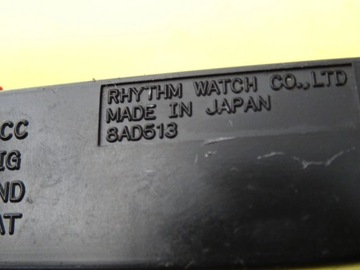 RHYTHM WATCH CO.,LTD
MADE IN JAPAN
8AD513
CC
IG
ND
AT